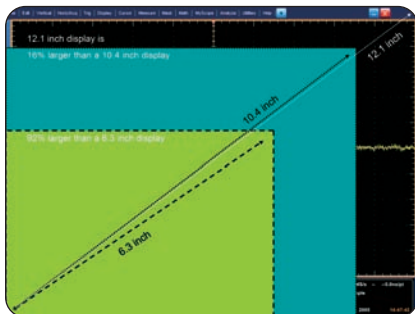 Edit Vertical Horiz/Acq Trig Display Cursor Measure Mask Math MyScope Analyze Utilities Help
12.1 inch display is
16% larger than a 10.4 inch display
12.1 inch
10.4 inch
92% larger than a 6.3 inch display
6.3 inch